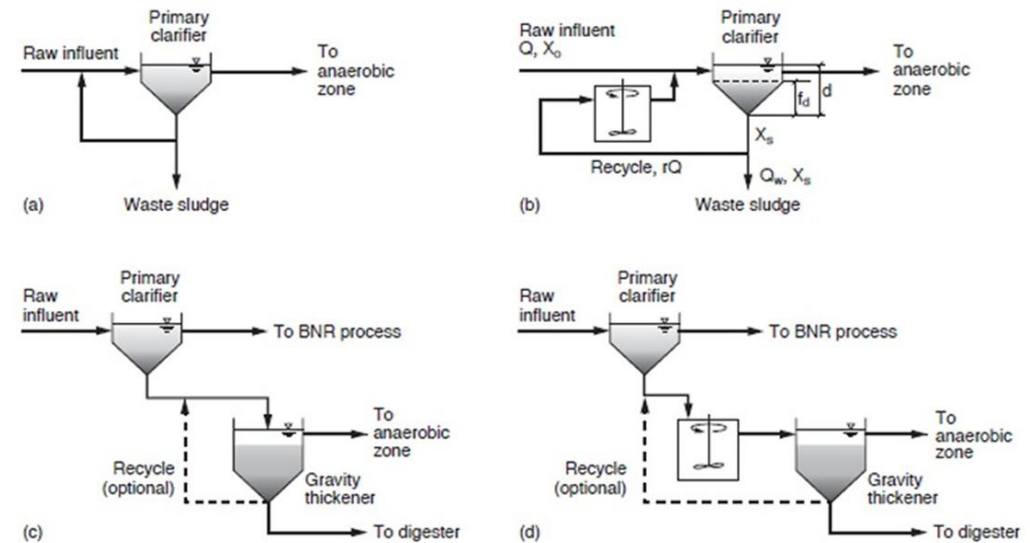 Primary
clarifier
Raw influent
To
anaerobic
zone
(a)
Waste sludge
Primary
clarifier
Raw influent
Q, Xₒ
To
anaerobic
zone
d
f_d
Xₛ
Recycle, rQ
Q_w, Xₛ
(b)
Waste sludge
Primary
clarifier
Raw
influent
To BNR process
To
anaerobic
zone
Recycle
(optional)
Gravity
thickener
(c)
To digester
Primary
clarifier
Raw
influent
To BNR process
To
anaerobic
zone
Recycle
(optional)
Gravity
thickener
(d)
To digester